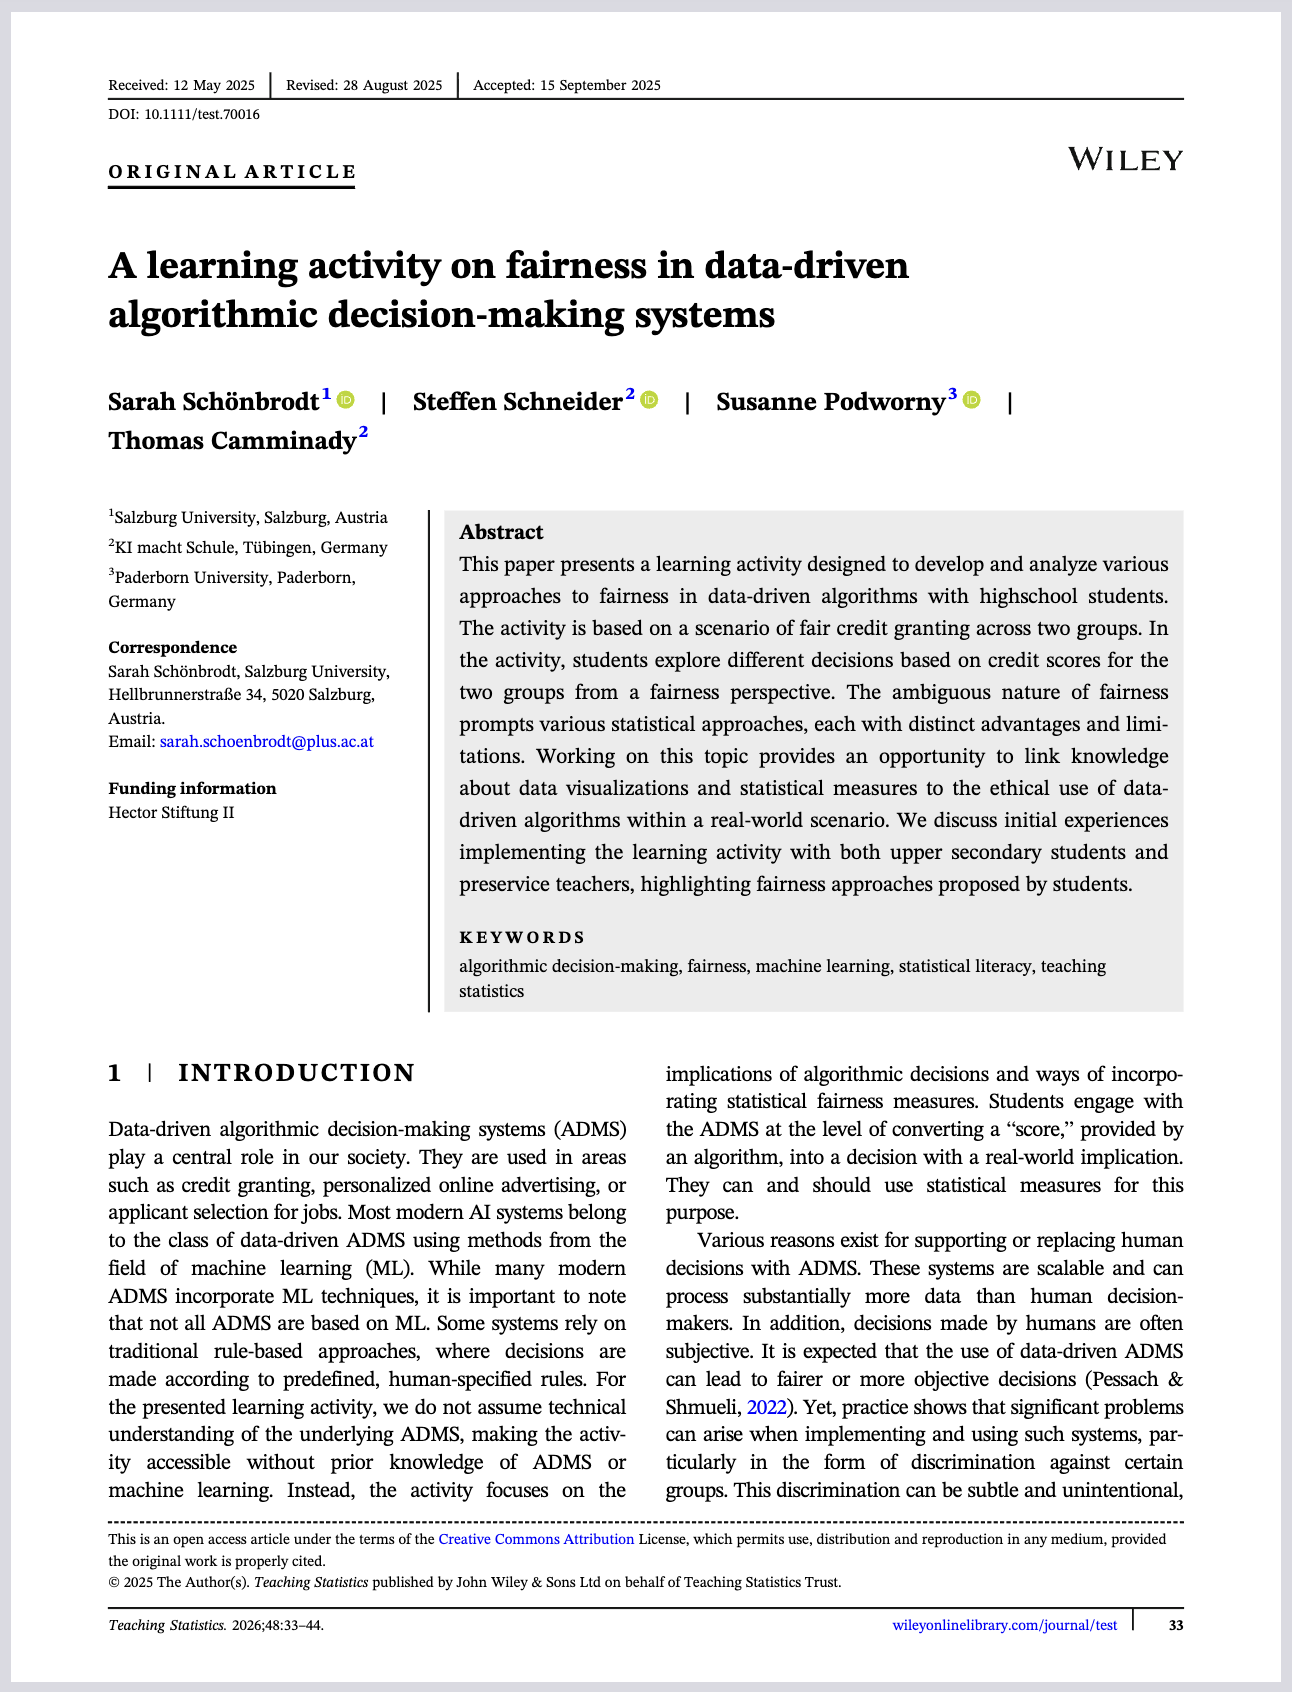 Received: 12 May 2025 | Revised: 28 August 2025 | Accepted: 15 September 2025
DOI: 10.1111/test.70016
ORIGINAL ARTICLE
WILEY
A learning activity on fairness in data-driven
algorithmic decision-making systems
Sarah Schönbrodt1 iD | Steffen Schneider2 iD | Susanne Podworny3 iD |
Thomas Camminady2
1Salzburg University, Salzburg, Austria
2KI macht Schule, Tübingen, Germany
3Paderborn University, Paderborn,
Germany
Correspondence
Sarah Schönbrodt, Salzburg University,
Hellbrunnerstraße 34, 5020 Salzburg,
Austria.
Email: sarah.schoenbrodt@plus.ac.at
Funding information
Hector Stiftung II
Abstract
This paper presents a learning activity designed to develop and analyze various
approaches to fairness in data-driven algorithms with highschool students.
The activity is based on a scenario of fair credit granting across two groups. In
the activity, students explore different decisions based on credit scores for the
two groups from a fairness perspective. The ambiguous nature of fairness
prompts various statistical approaches, each with distinct advantages and limi-
tations. Working on this topic provides an opportunity to link knowledge
about data visualizations and statistical measures to the ethical use of data-
driven algorithms within a real-world scenario. We discuss initial experiences
implementing the learning activity with both upper secondary students and
preservice teachers, highlighting fairness approaches proposed by students.
KEYWORDS
algorithmic decision-making, fairness, machine learning, statistical literacy, teaching
statistics
1 | INTRODUCTION
Data-driven algorithmic decision-making systems (ADMS)
play a central role in our society. They are used in areas
such as credit granting, personalized online advertising, or
applicant selection for jobs. Most modern AI systems belong
to the class of data-driven ADMS using methods from the
field of machine learning (ML). While many modern
ADMS incorporate ML techniques, it is important to note
that not all ADMS are based on ML. Some systems rely on
traditional rule-based approaches, where decisions are
made according to predefined, human-specified rules. For
the presented learning activity, we do not assume technical
understanding of the underlying ADMS, making the activ-
ity accessible without prior knowledge of ADMS or
machine learning. Instead, the activity focuses on the
implications of algorithmic decisions and ways of incorpo-
rating statistical fairness measures. Students engage with
the ADMS at the level of converting a “score,” provided by
an algorithm, into a decision with a real-world implication.
They can and should use statistical measures for this
purpose.
Various reasons exist for supporting or replacing human
decisions with ADMS. These systems are scalable and can
process substantially more data than human decision-
makers. In addition, decisions made by humans are often
subjective. It is expected that the use of data-driven ADMS
can lead to fairer or more objective decisions (Pessach &
Shmueli, 2022). Yet, practice shows that significant problems
can arise when implementing and using such systems, par-
ticularly in the form of discrimination against certain
groups. This discrimination can be subtle and unintentional,
This is an open access article under the terms of the Creative Commons Attribution License, which permits use, distribution and reproduction in any medium, provided
the original work is properly cited.
© 2025 The Author(s). Teaching Statistics published by John Wiley & Sons Ltd on behalf of Teaching Statistics Trust.
Teaching Statistics. 2026;48:33–44.
wileyonlinelibrary.com/journal/test | 33